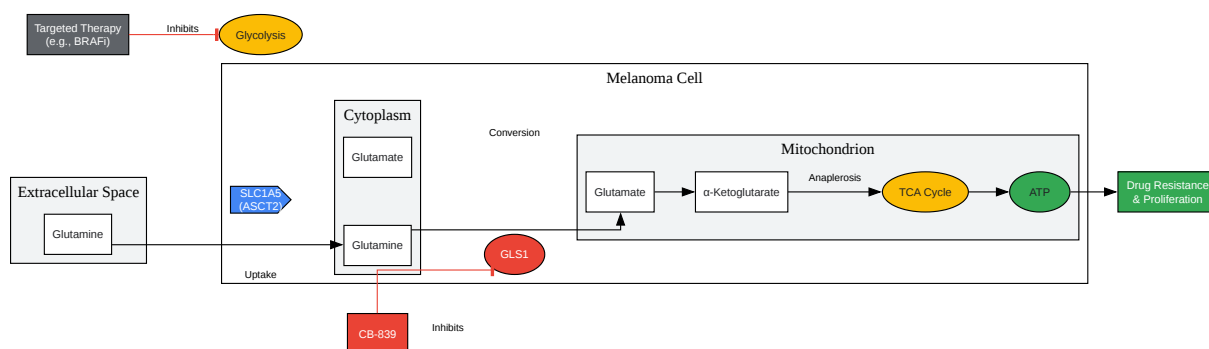 Targeted Therapy
(e.g., BRAFi)
Inhibits
Glycolysis
Melanoma Cell
Cytoplasm
Glutamate
Conversion
Mitochondrion
Extracellular Space
Glutamine
SLC1A5
(ASCT2)
Glutamine
Glutamate
α-Ketoglutarate
Anaplerosis
TCA Cycle
ATP
Drug Resistance
& Proliferation
GLS1
Uptake
CB-839
Inhibits